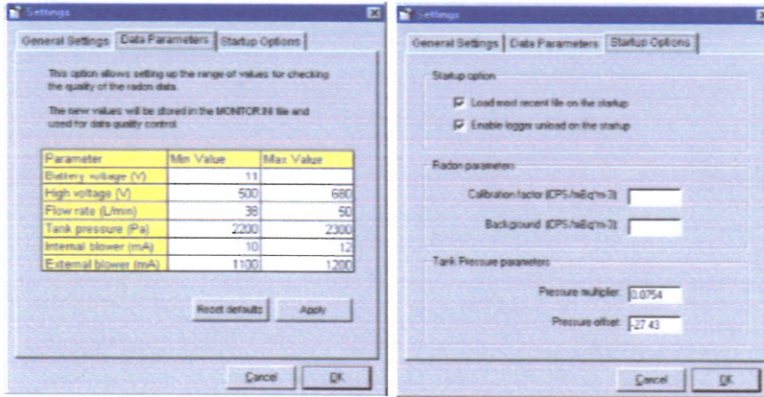 Settings
General Settings Data Parameters Startup Options
This option allows setting up the range of values for checking
the quality of the radon data.
The new values will be stored in the MONITOR.INI file and
used for data quality control.
Parameter Min Value Max Value
Battery voltage (V) 11
High voltage (V) 500 680
Flow rate (L/min) 38 50
Tank pressure (Pa) 2200 2300
Internal blower (mA) 10 12
External blower (mA) 1100 1200
Reset defaults Apply
Cancel OK
Settings
General Settings Data Parameters Startup Options
Startup option
Load most recent file on the startup
Enable logger unload on the startup
Radon parameters
Calibration factor (CPS/mBq*m-3):
Background (CPS/mBq*m-3):
Tank Pressure parameters
Pressure multiplier: 0.0754
Pressure offset: -27.43
Cancel OK